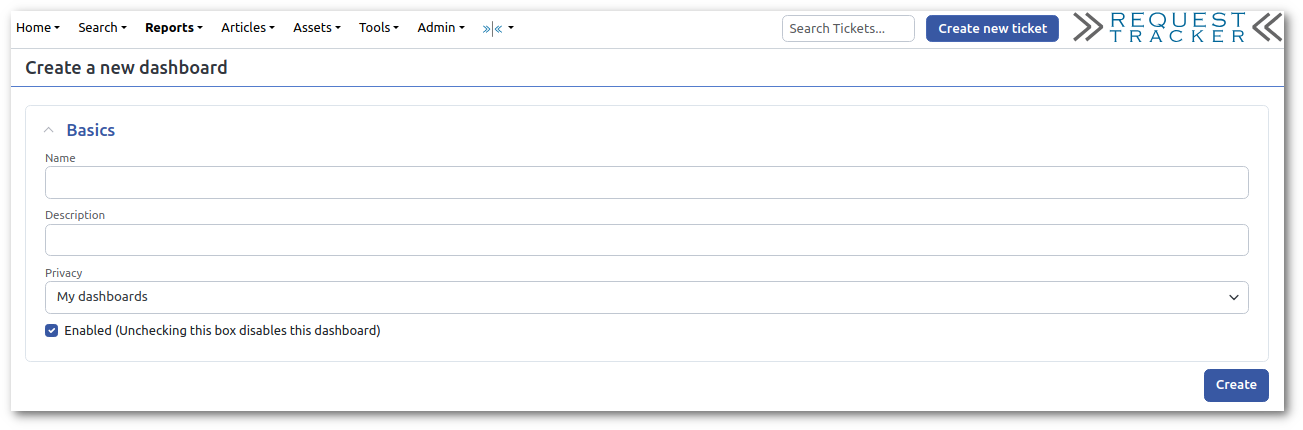 Home Search Reports Articles Assets Tools Admin Search Tickets... Create new ticket REQUEST TRACKER
Create a new dashboard
Basics
Name
Description
Privacy
My dashboards
Enabled (Unchecking this box disables this dashboard)
Create